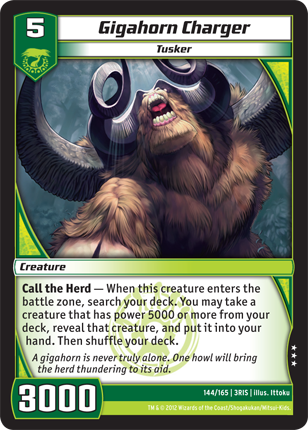 5
Gigahorn Charger
Tusker
Creature
Call the Herd — When this creature enters the
battle zone, search your deck. You may take a
creature that has power 5000 or more from your
deck, reveal that creature, and put it into your
hand. Then shuffle your deck.
A gigahorn is never truly alone. One howl will bring
the herd thundering to its aid.
3000
144/165 | 3RIS | illus. Ittoku
TM & © 2012 Wizards of the Coast/Shogakukan/Mitsui-Kids